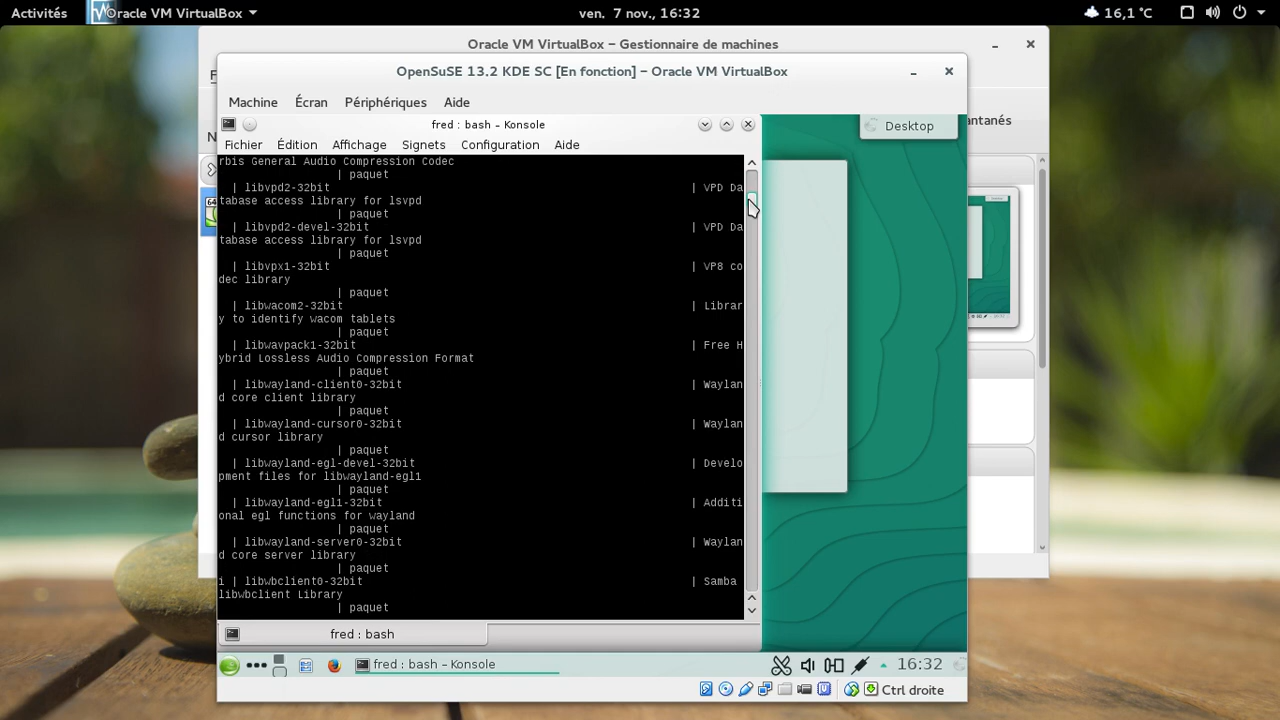 Activités
Oracle VM VirtualBox
ven. 7 nov., 16:32
16,1 °C
Oracle VM VirtualBox – Gestionnaire de machines
OpenSuSE 13.2 KDE SC [En fonction] – Oracle VM VirtualBox
Machine Écran Périphériques Aide
antanés
fred : bash – Konsole
Desktop
Fichier Édition Affichage Signets Configuration Aide
rbis General Audio Compression Codec
| paquet
| libvpd2-32bit | VPD Da
tabase access library for lsvpd
| paquet
| libvpd2-devel-32bit | VPD Da
tabase access library for lsvpd
| paquet
| libvpx1-32bit | VP8 co
dec library
| paquet
| libwacom2-32bit | Librar
y to identify wacom tablets
| paquet
| libwavpack1-32bit | Free H
ybrid Lossless Audio Compression Format
| paquet
| libwayland-client0-32bit | Waylan
d core client library
| paquet
| libwayland-cursor0-32bit | Waylan
d cursor library
| paquet
| libwayland-egl-devel-32bit | Develo
pment files for libwayland-egl1
| paquet
| libwayland-egl1-32bit | Additi
onal egl functions for wayland
| paquet
| libwayland-server0-32bit | Waylan
d core server library
| paquet
i | libwbclient0-32bit | Samba
libwbclient Library
| paquet
fred : bash
fred : bash – Konsole
16:32
Ctrl droite